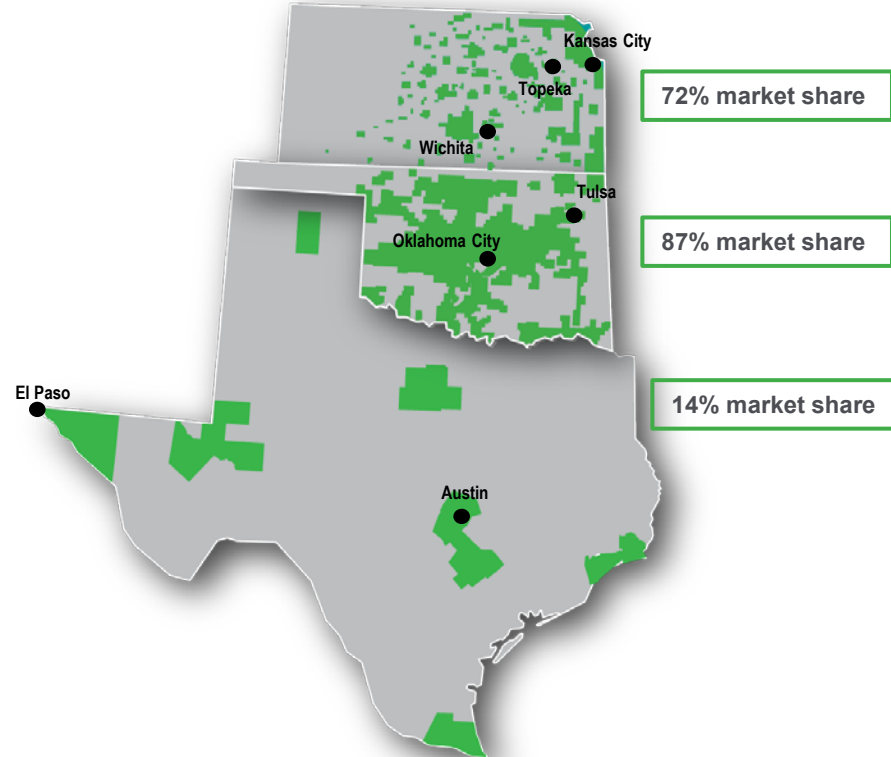 Kansas City
Topeka
72% market share
Wichita
Tulsa
87% market share
Oklahoma City
El Paso
14% market share
Austin